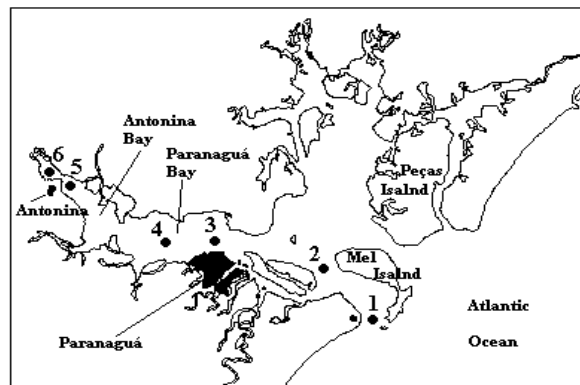 Antonina
Bay
Paranaguá
Bay
6
5
Antonina
Peças
Isalnd
4
3
2
Mel
Isalnd
1
Paranaguá
Atlantic
Ocean